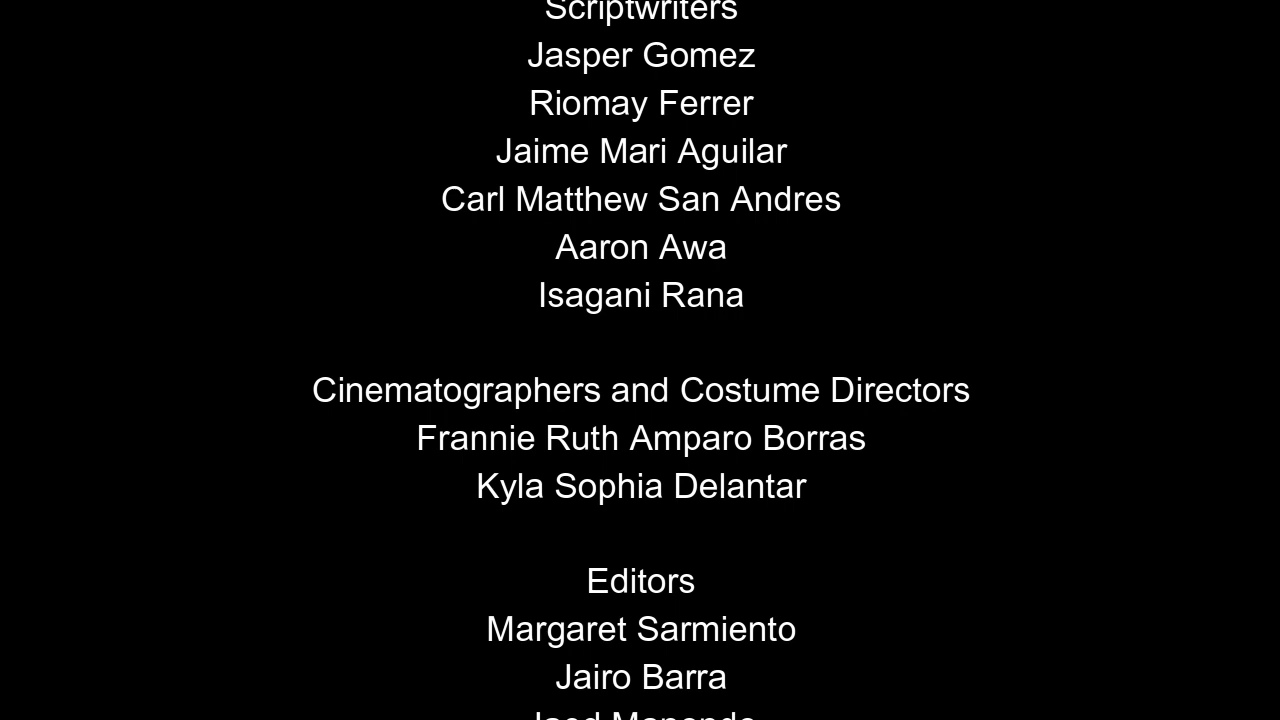 Scriptwriters
Jasper Gomez
Riomay Ferrer
Jaime Mari Aguilar
Carl Matthew San Andres
Aaron Awa
Isagani Rana
Cinematographers and Costume Directors
Frannie Ruth Amparo Borras
Kyla Sophia Delantar
Editors
Margaret Sarmiento
Jairo Barra